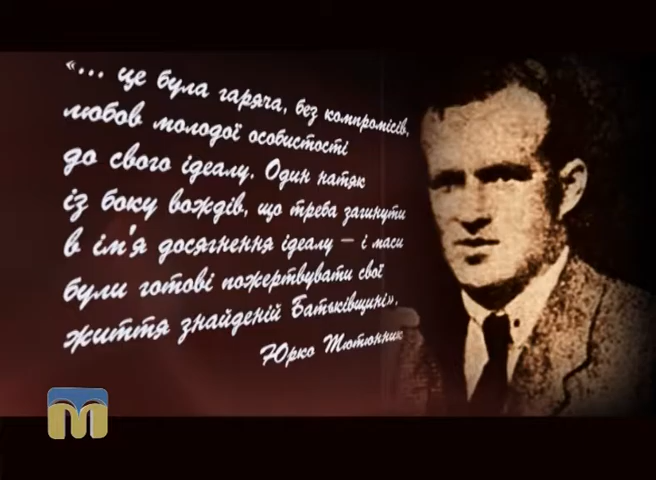 «... це була гаряча, без компромісів,
любов молодої особистості
до свого ідеалу. Один натяк
із боку вождів, що треба загинути
в ім'я досягнення ідеалу – і маси
були готові пожертвувати свої
життя знайденій Батьківщині».
Юрко Тютюнник